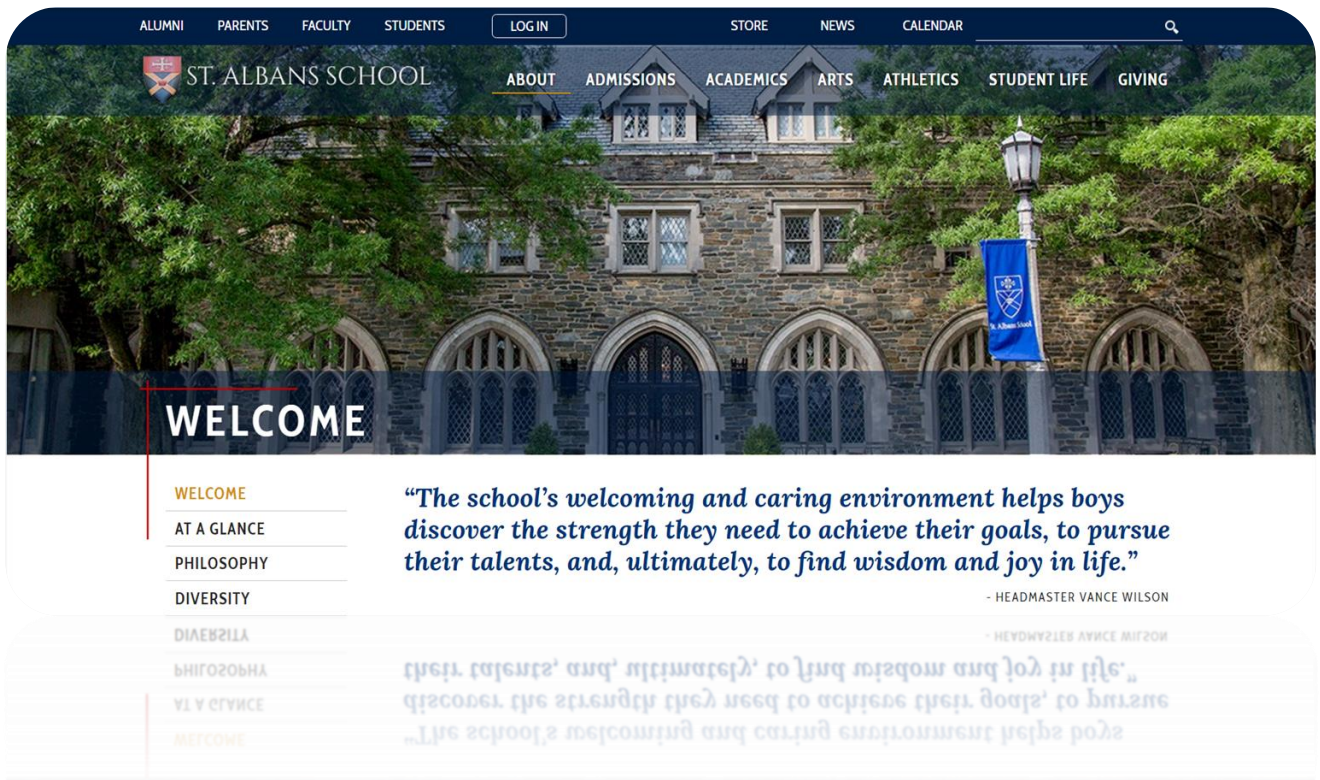 ALUMNI PARENTS FACULTY STUDENTS LOG IN STORE NEWS CALENDAR
ST. ALBANS SCHOOL ABOUT ADMISSIONS ACADEMICS ARTS ATHLETICS STUDENT LIFE GIVING
St. Albans School
WELCOME
WELCOME
AT A GLANCE
PHILOSOPHY
DIVERSITY
“The school’s welcoming and caring environment helps boys
discover the strength they need to achieve their goals, to pursue
their talents, and, ultimately, to find wisdom and joy in life.”
- HEADMASTER VANCE WILSON